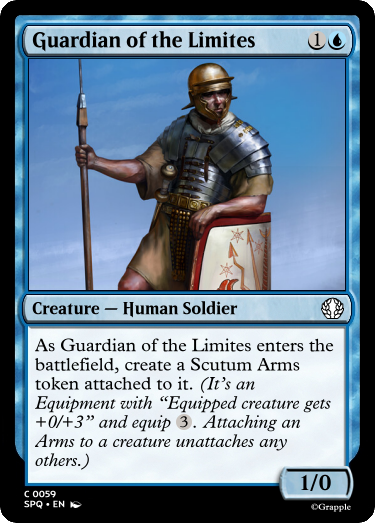 Guardian of the Limites 1
Creature — Human Soldier
As Guardian of the Limites enters the
battlefield, create a Scutum Arms
token attached to it. (It's an
Equipment with “Equipped creature gets
+0/+3” and equip 3. Attaching an
Arms to a creature unattaches any
others.)
1/0
C 0059
SPQ • EN
©Grapple